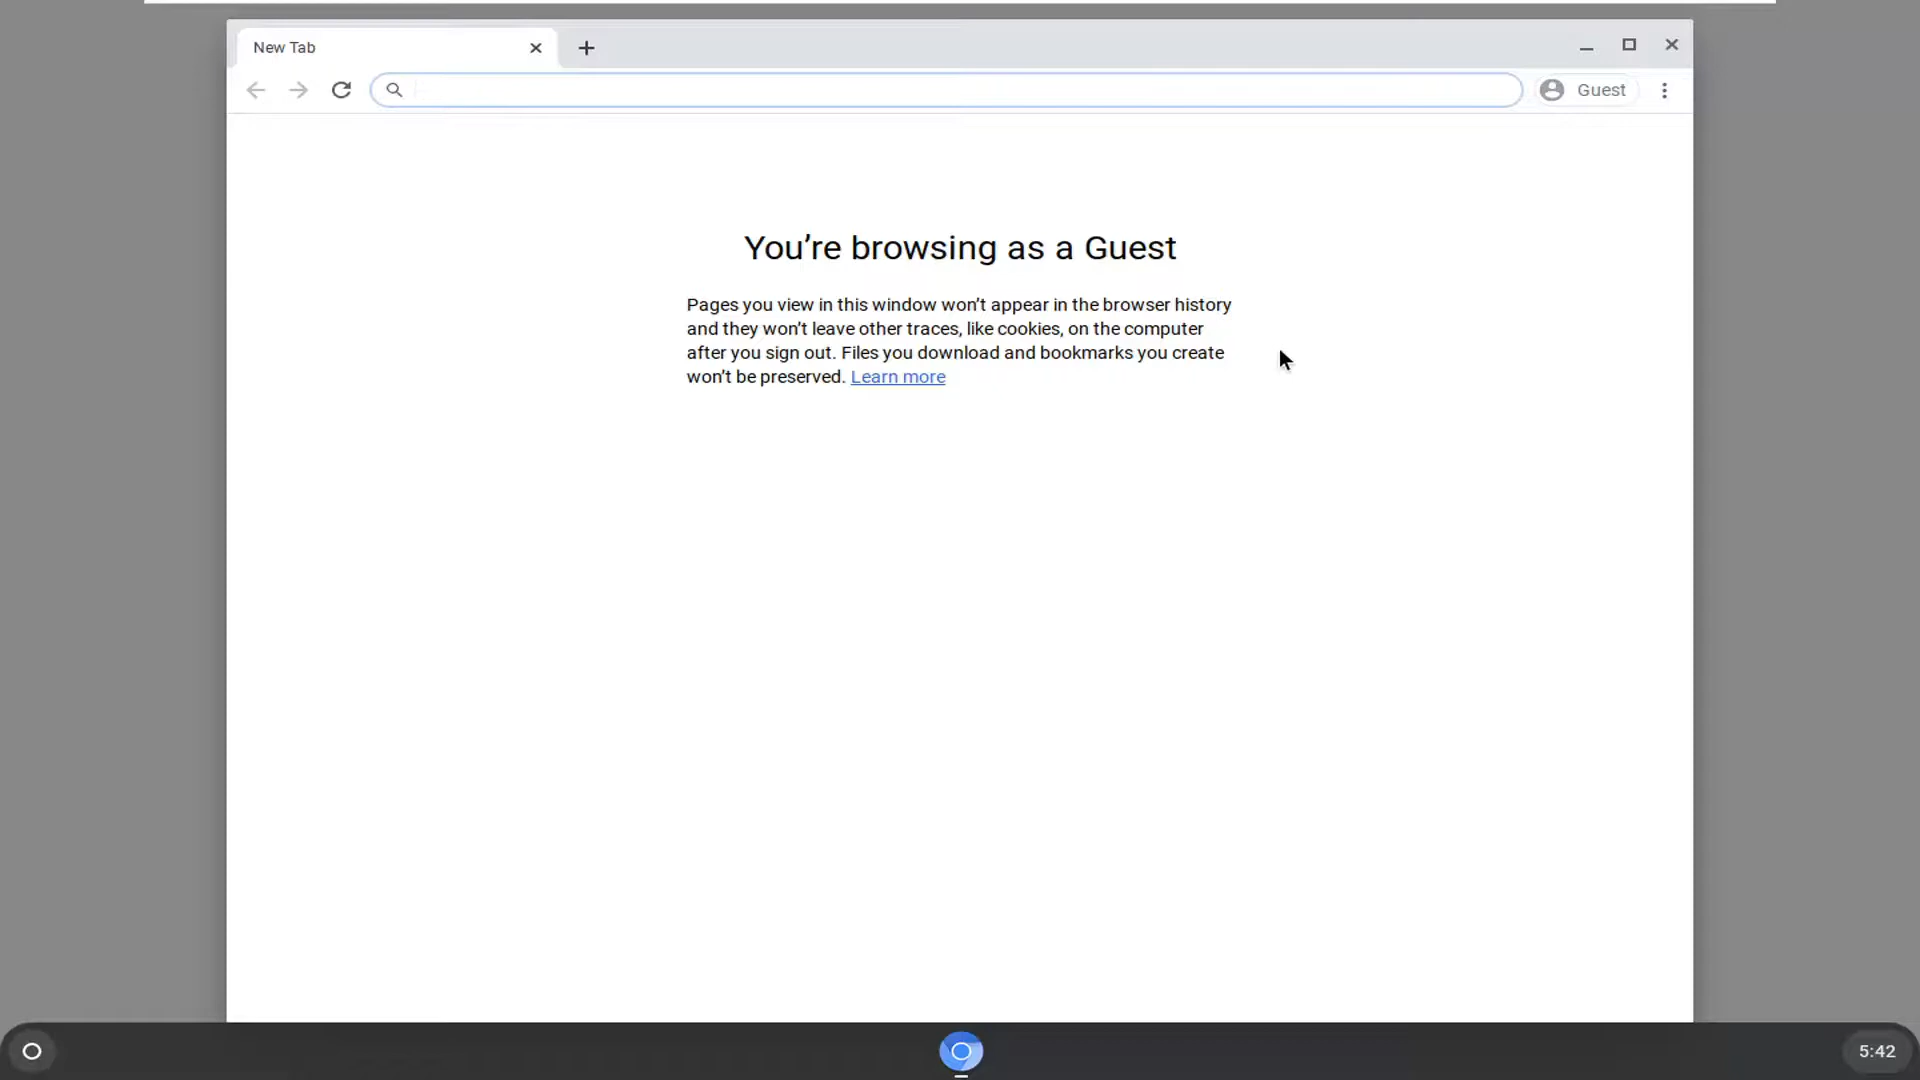 New Tab
Guest
You’re browsing as a Guest
Pages you view in this window won’t appear in the browser history
and they won’t leave other traces, like cookies, on the computer
after you sign out. Files you download and bookmarks you create
won’t be preserved. Learn more
5:42